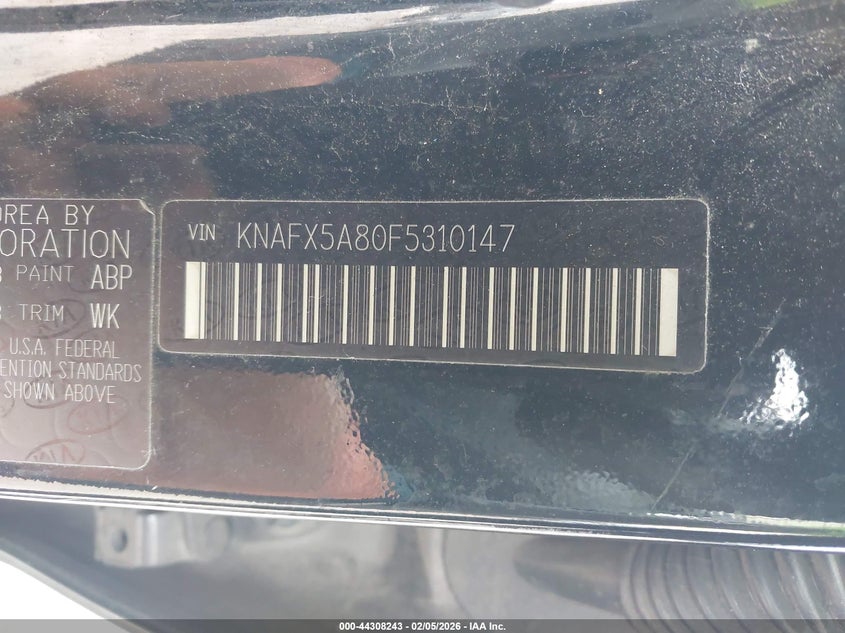 OREA BY
ORATION
PAINT ABP
TRIM WK
U.S.A. FEDERAL
ENTION STANDARDS
SHOWN ABOVE
VIN KNAFX5A80F5310147
000-44308243 - 02/05/2026 - IAA Inc.